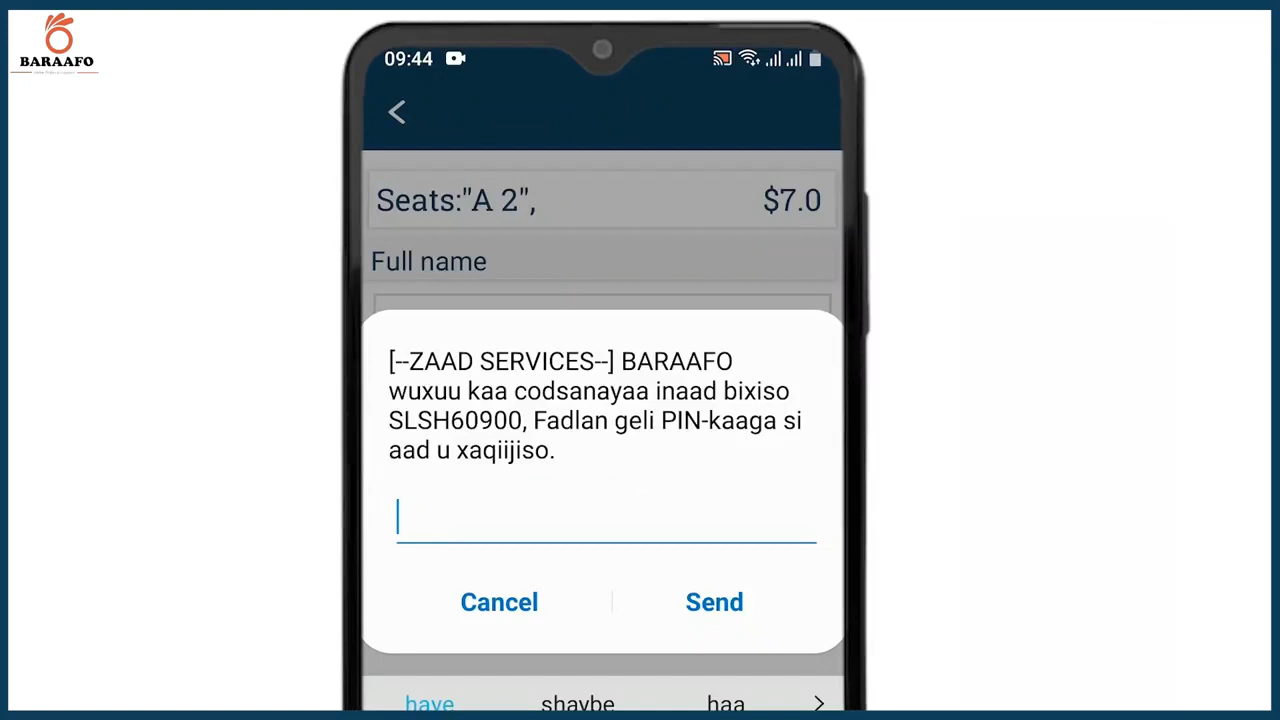 BARAAFO
09:44
Seats:"A 2", $7.0
Full name
[--ZAAD SERVICES--] BARAAFO
wuxuu kaa codsanayaa inaad bixiso
SLSH60900, Fadlan geli PIN-kaaga si
aad u xaqiijiso.
Cancel Send
haye shaybe haa